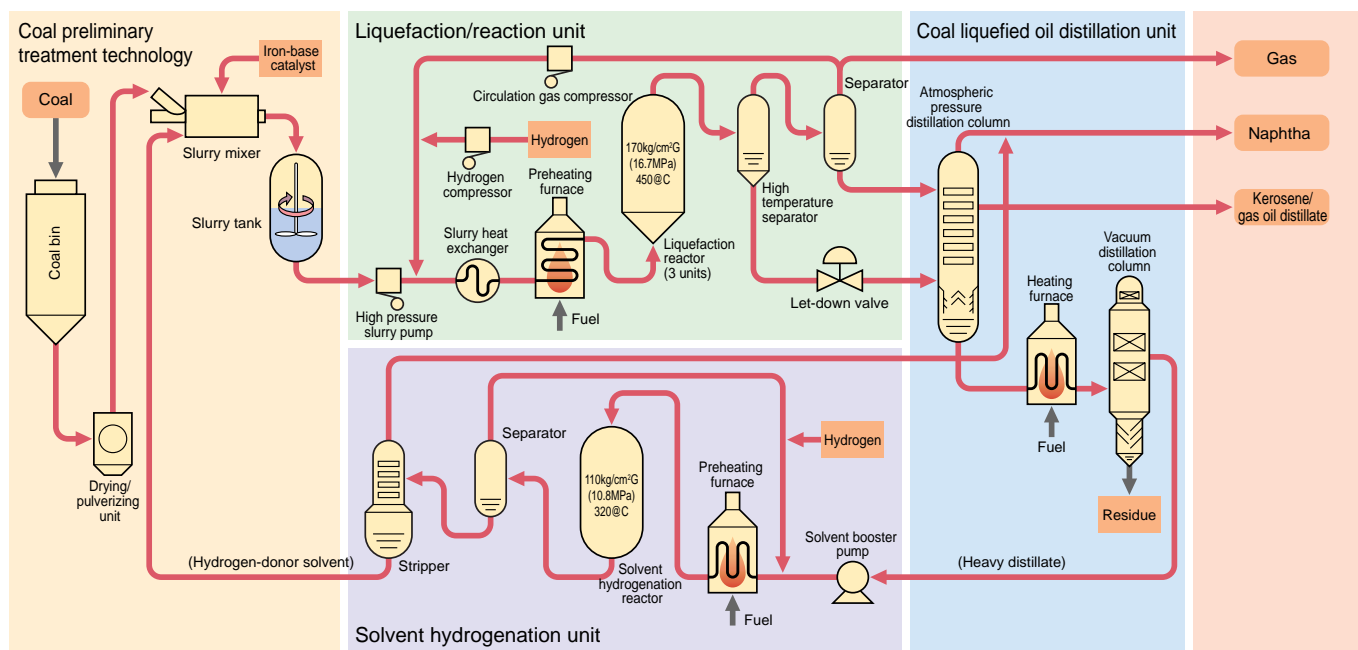 Coal preliminary
treatment technology
Iron-base
catalyst
Coal
Slurry mixer
Slurry tank
Coal bin
Drying/
pulverizing
unit
(Hydrogen-donor solvent)
Liquefaction/reaction unit
Circulation gas compressor
Hydrogen
Hydrogen
compressor
Preheating
furnace
Slurry heat
exchanger
High pressure
slurry pump
Fuel
170kg/cm²G
(16.7MPa)
450@C
Liquefaction
reactor
(3 units)
High
temperature
separator
Separator
Let-down valve
Coal liquefied oil distillation unit
Atmospheric
pressure
distillation column
Vacuum
distillation
column
Heating
furnace
Fuel
Residue
(Heavy distillate)
Gas
Naphtha
Kerosene/
gas oil distillate
Separator
Hydrogen
110kg/cm²G
(10.8MPa)
320@C
Preheating
furnace
Solvent booster
pump
Stripper
Solvent
hydrogenation
reactor
Fuel
Solvent hydrogenation unit